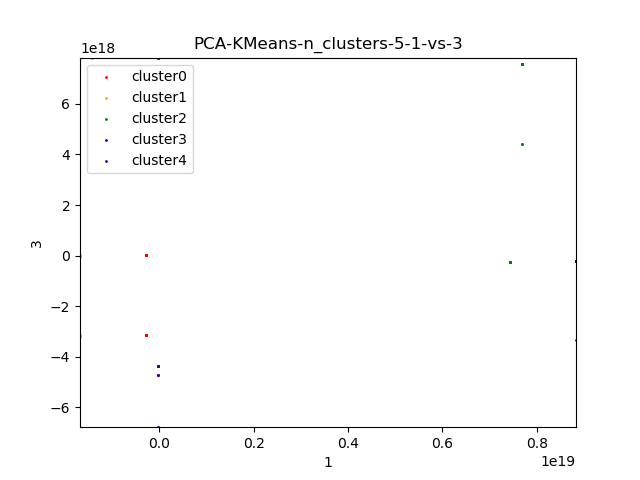 PCA-KMeans-n_clusters-5-1-vs-3
1e18
cluster0
cluster1
cluster2
cluster3
cluster4
6
4
2
0
−2
−4
−6
3
0.0 0.2 0.4 0.6 0.8
1
1e19